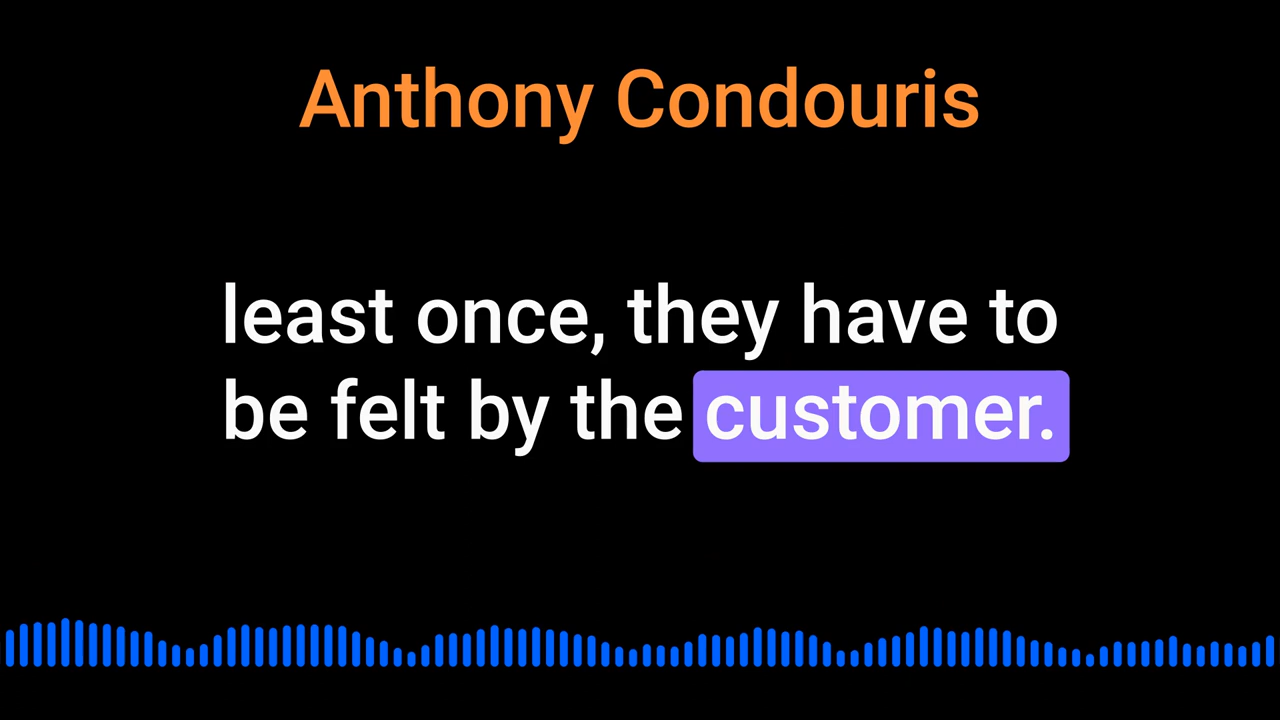 Anthony Condouris
least once, they have to
be felt by the customer.